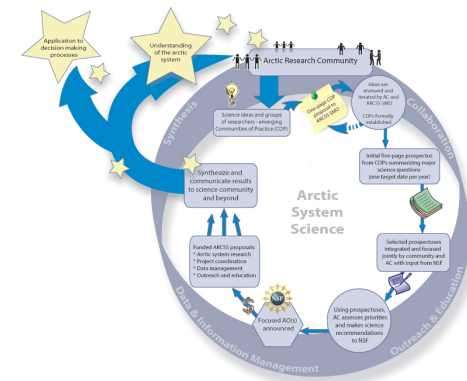 Application to
decision making
processes
Understanding
of the arctic
system
Arctic Research Community
Synthesis
Collaboration
Science ideas and groups
of researchers - emerging
Communities of Practice (COP)
One-page COP
proposal to
ARCSS SMO
Ideas are
reviewed and
iterated by AC and
ARCSS SMO
COPs formally
established
Initial five-page prospectus
from COPs summarizing major
science questions
(one target date per year)
Synthesize and
communicate results
to science community
and beyond
Arctic
System
Science
Selected prospectuses
integrated and focused
jointly by community and
AC with input from NSF
Funded ARCSS proposals:
* Arctic system research
* Project coordination
* Data management
* Outreach and education
NSF
Focused AO(s)
announced
Using prospectuses,
AC assesses priorities
and makes science
recommendations
to NSF
Data & Information Management
Outreach & Education